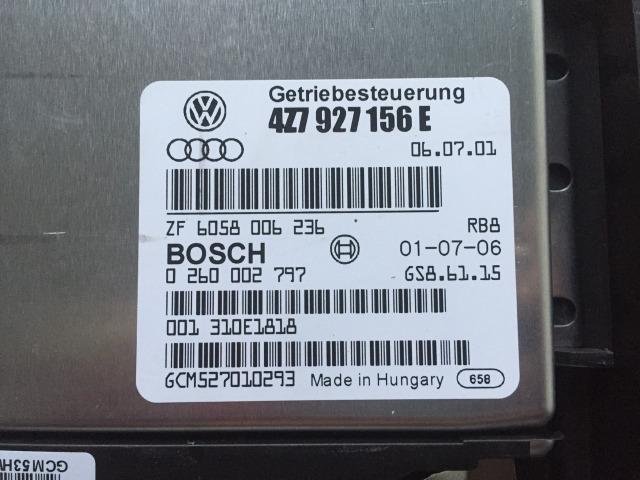 Getriebesteuerung
4Z7 927 156 E
06.07.01
ZF 6058 006 236 RB8
BOSCH 01-07-06
0 260 002 797 GS8.61.15
001 310E1818
GCM527010293 Made in Hungary 658
GCM53H